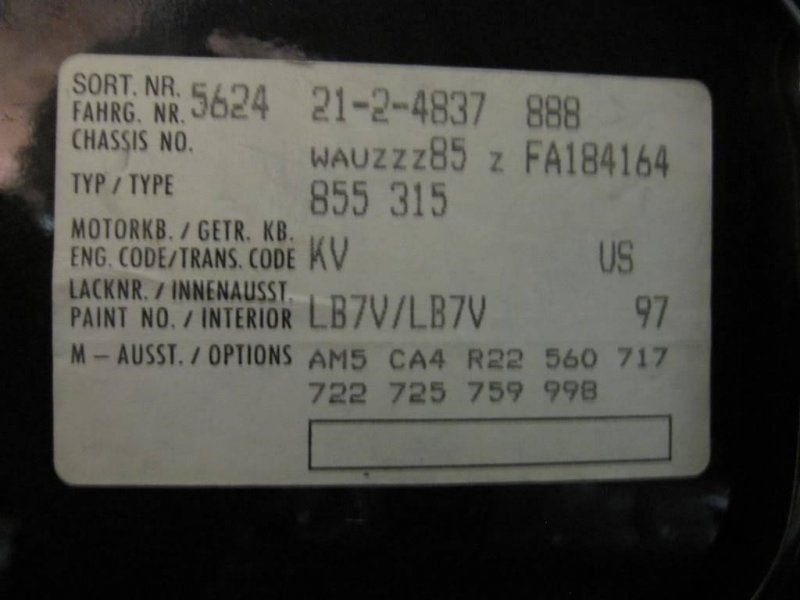 SORT. NR. 5624 21-2-4837 888
FAHRG. NR.
CHASSIS NO. WAUZZZ85 Z FA184164
TYP / TYPE 855 315
MOTORKB. / GETR. KB.
ENG. CODE/TRANS. CODE KV US
LACKNR. / INNENAUSST.
PAINT NO. / INTERIOR LB7V/LB7V 97
M – AUSST. / OPTIONS AM5 CA4 R22 560 717
722 725 759 998